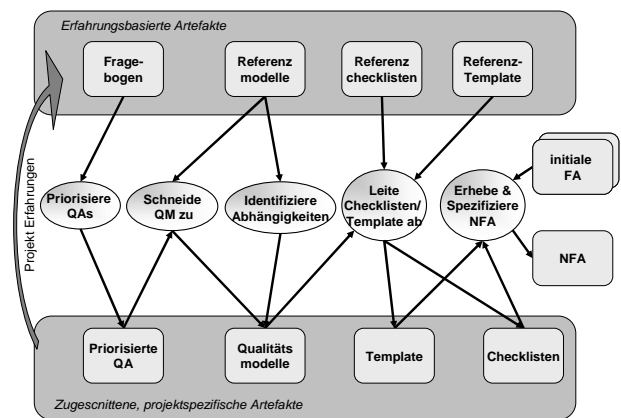 Erfahrungsbasierte Artefakte
Frage-
bogen
Referenz
modelle
Referenz
checklisten
Referenz-
Template
Projekt Erfahrungen
Priorisiere
QAs
Schneide
QM zu
Identifiziere
Abhängigkeiten
Leite
Checklisten/
Template ab
Erhebe &
Spezifiziere
NFA
initiale
FA
NFA
Priorisierte
QA
Qualitäts
modelle
Template
Checklisten
Zugeschnittene, projektspezifische Artefakte